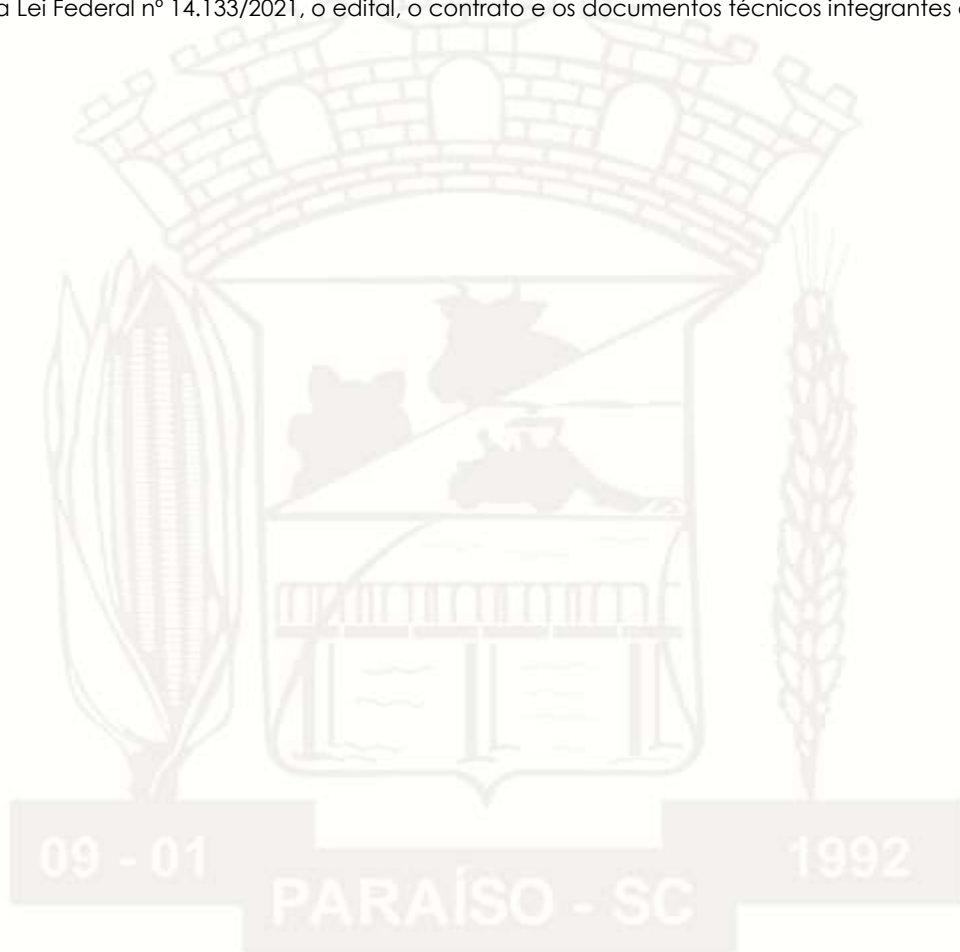 a Lei Federal nº 14.133/2021, o edital, o contrato e os documentos técnicos integrantes
09 - 01
1992
PARAÍSO - SC